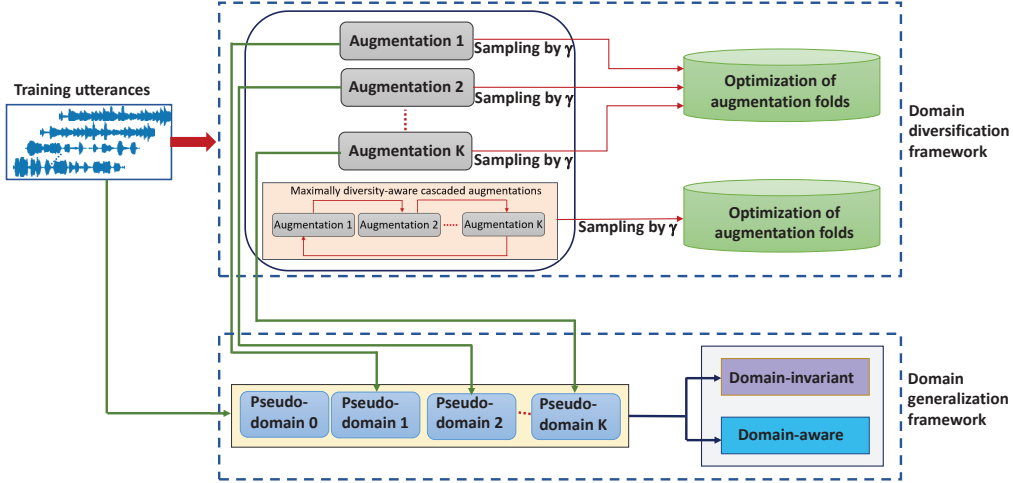 Training utterances
Augmentation 1
Sampling by γ
Augmentation 2
Sampling by γ
Augmentation K
Sampling by γ
Optimization of
augmentation folds
Domain
diversification
framework
Maximally diversity-aware cascaded augmentations
Augmentation 1
Augmentation 2
Augmentation K
Sampling by γ
Optimization of
augmentation folds
Pseudo-
domain 0
Pseudo-
domain 1
Pseudo-
domain 2
Pseudo-
domain K
Domain-invariant
Domain-aware
Domain
generalization
framework